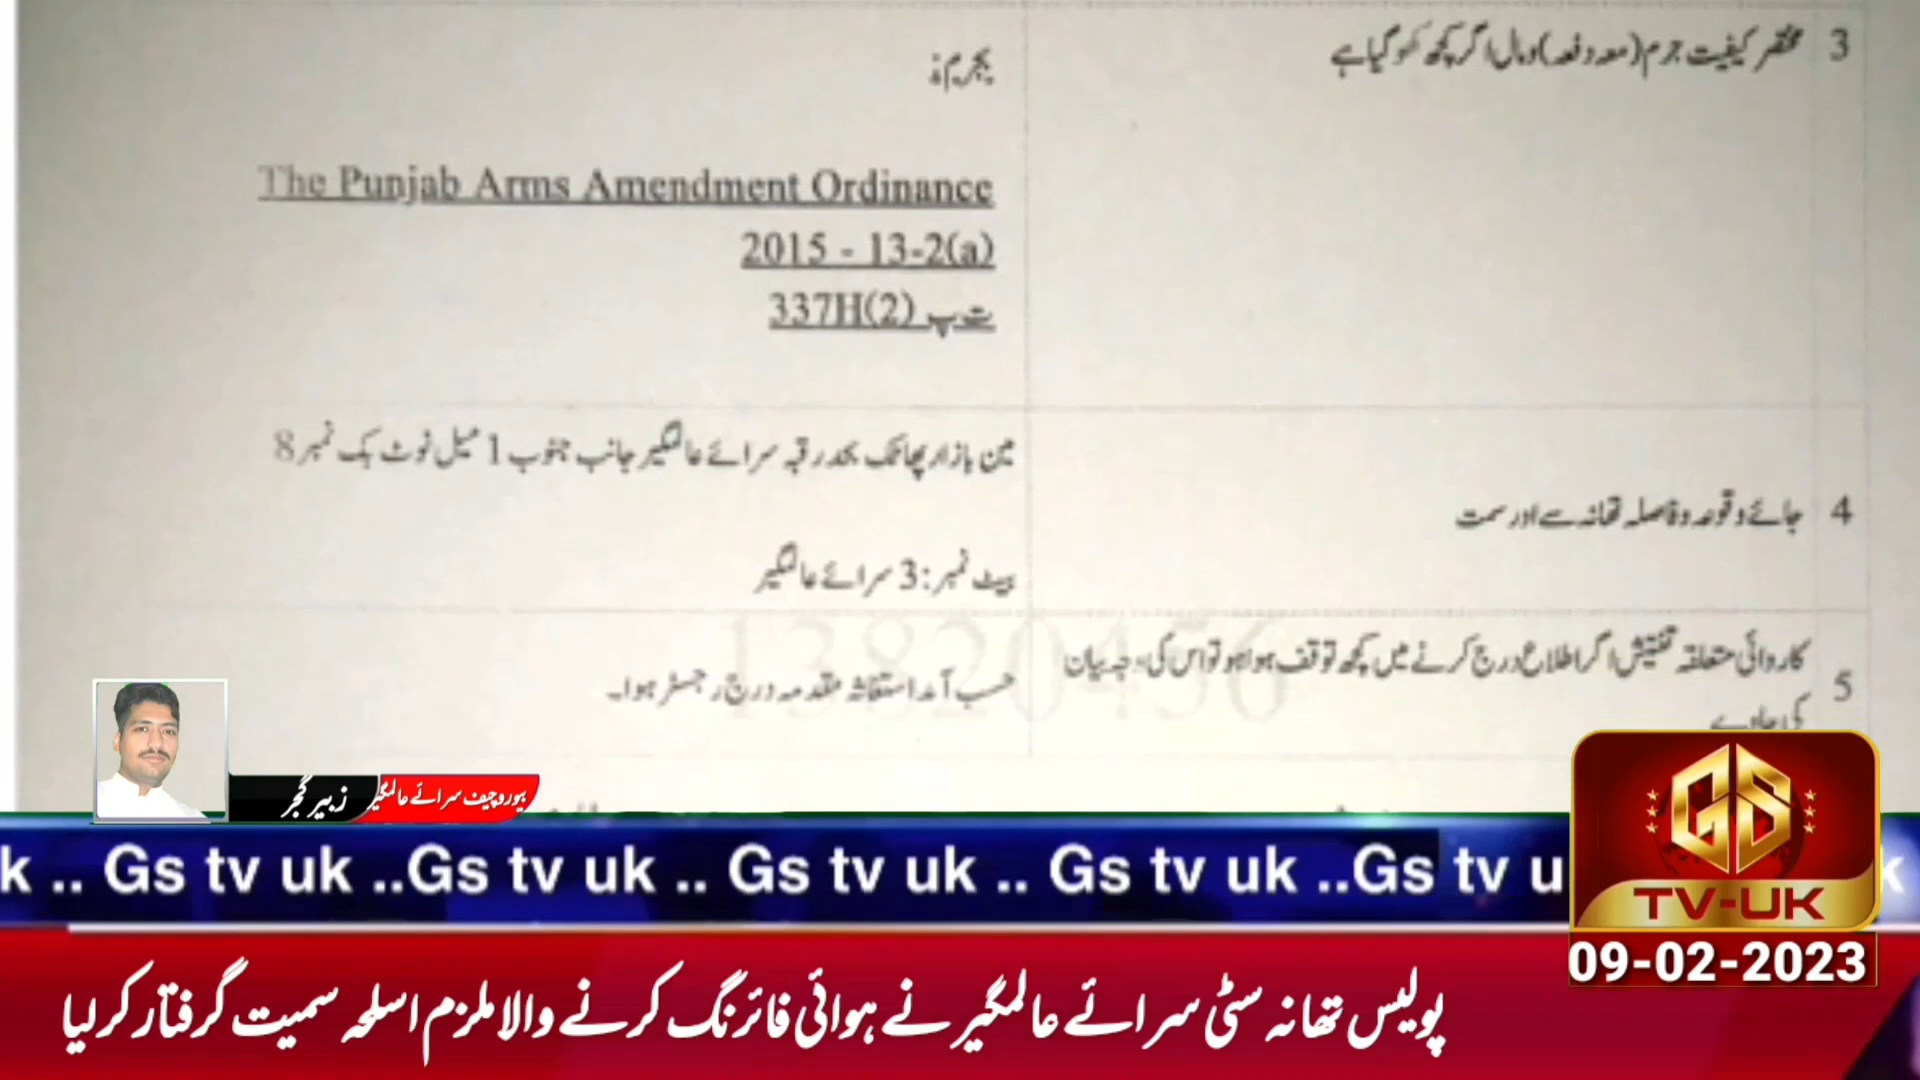 3 مختصر کیفیت جرم (معہ دفعہ) و مال اگر کچھ کھو گیا ہے
بجرم:
The Punjab Arms Amendment Ordinance
2015 - 13-2(a)
ت پ 337H(2)
4 جائے وقوعہ و فاصلہ تھانہ سے اور سمت
مین بازار پھاٹک بحد رقبہ سرائے عالمگیر جانب جنوب 1 میل نوٹ بک نمبر 8
بیٹ نمبر: 3 سرائے عالمگیر
5 کاروائی متعلقہ تفتیش اگر اطلاع درج کرنے میں کچھ توقف ہوا ہو تو اس کی وجہ بیان
کی جاوے
حسب آمد استغاثہ مقدمہ درج رجسٹر ہوا۔
13820456
بیورو چیف سرائے عالمگیر زبیر گجر
k .. Gs tv uk ..Gs tv uk .. Gs tv uk .. Gs tv uk ..Gs tv u k
GS
TV-UK
09-02-2023
پولیس تھانہ سٹی سرائے عالمگیر نے ہوائی فائرنگ کرنے والا ملزم اسلحہ سمیت گرفتار کرلیا